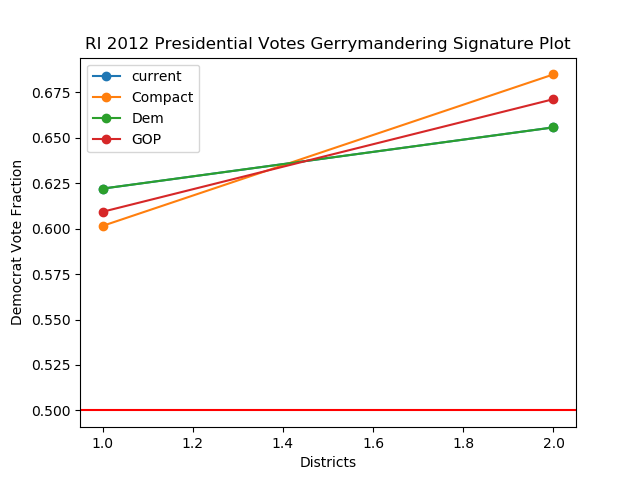 RI 2012 Presidential Votes Gerrymandering Signature Plot
current
Compact
Dem
GOP
Democrat Vote Fraction
0.675
0.650
0.625
0.600
0.575
0.550
0.525
0.500
1.0 1.2 1.4 1.6 1.8 2.0
Districts